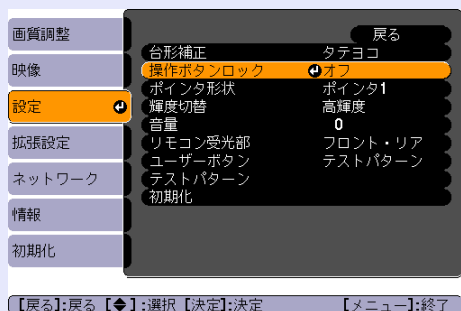 画質調整
映像
設定
拡張設定
ネットワーク
情報
初期化
戻る
台形補正 タテヨコ
操作ボタンロック オフ
ポインタ形状 ポインタ1
輝度切替 高輝度
音量 0
リモコン受光部 フロント・リア
ユーザーボタン テストパターン
テストパターン
初期化
[戻る]:戻る [◆]:選択 [決定]:決定 [メニュー]:終了